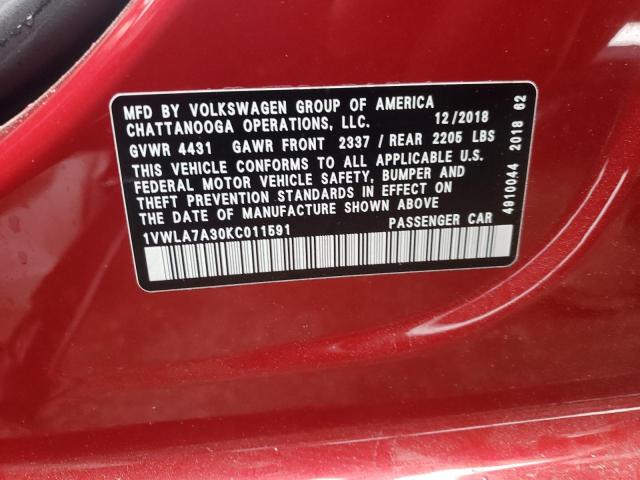 MFD BY VOLKSWAGEN GROUP OF AMERICA
CHATTANOOGA OPERATIONS, LLC. 12/2018
GVWR 4431 GAWR FRONT 2337 / REAR 2205 LBS
THIS VEHICLE CONFORMS TO ALL APPLICABLE U.S.
FEDERAL MOTOR VEHICLE SAFETY, BUMPER AND
THEFT PREVENTION STANDARDS IN EFFECT ON
THE DATE OF MANUFACTURE SHOWN ABOVE
1VWLA7A30KC011591 PASSENGER CAR
4910044 2018 62